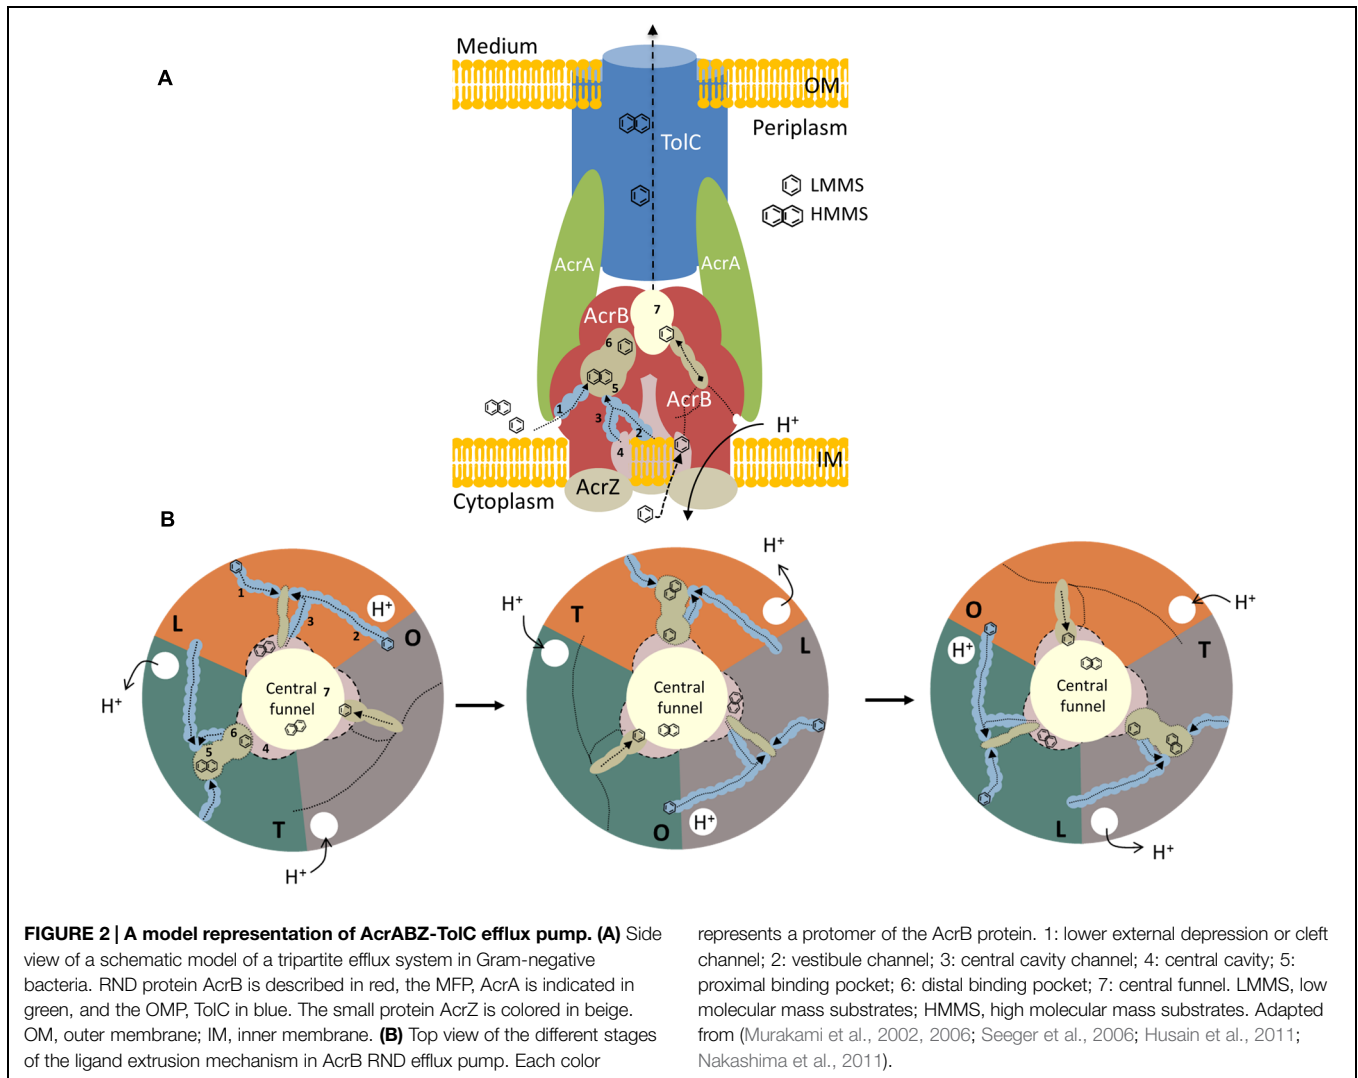 A
Medium
OM
Periplasm
TolC
LMMS
HMMS
AcrA
AcrA
7
AcrB
6
5
AcrB
1
3
2
H+
4
IM
AcrZ
Cytoplasm
B
H+
H+
1
H+
O
H+
T
L
3
2
L
O
H+
T
H+
Central
funnel
7
Central
funnel
Central
funnel
H+
6
5
4
T
O
H+
L
H+
H+
FIGURE 2 | A model representation of AcrABZ-TolC efflux pump. (A) Side
view of a schematic model of a tripartite efflux system in Gram-negative
bacteria. RND protein AcrB is described in red, the MFP, AcrA is indicated in
green, and the OMP, TolC in blue. The small protein AcrZ is colored in beige.
OM, outer membrane; IM, inner membrane. (B) Top view of the different stages
of the ligand extrusion mechanism in AcrB RND efflux pump. Each color
represents a protomer of the AcrB protein. 1: lower external depression or cleft
channel; 2: vestibule channel; 3: central cavity channel; 4: central cavity; 5:
proximal binding pocket; 6: distal binding pocket; 7: central funnel. LMMS, low
molecular mass substrates; HMMS, high molecular mass substrates. Adapted
from (Murakami et al., 2002, 2006; Seeger et al., 2006; Husain et al., 2011;
Nakashima et al., 2011).